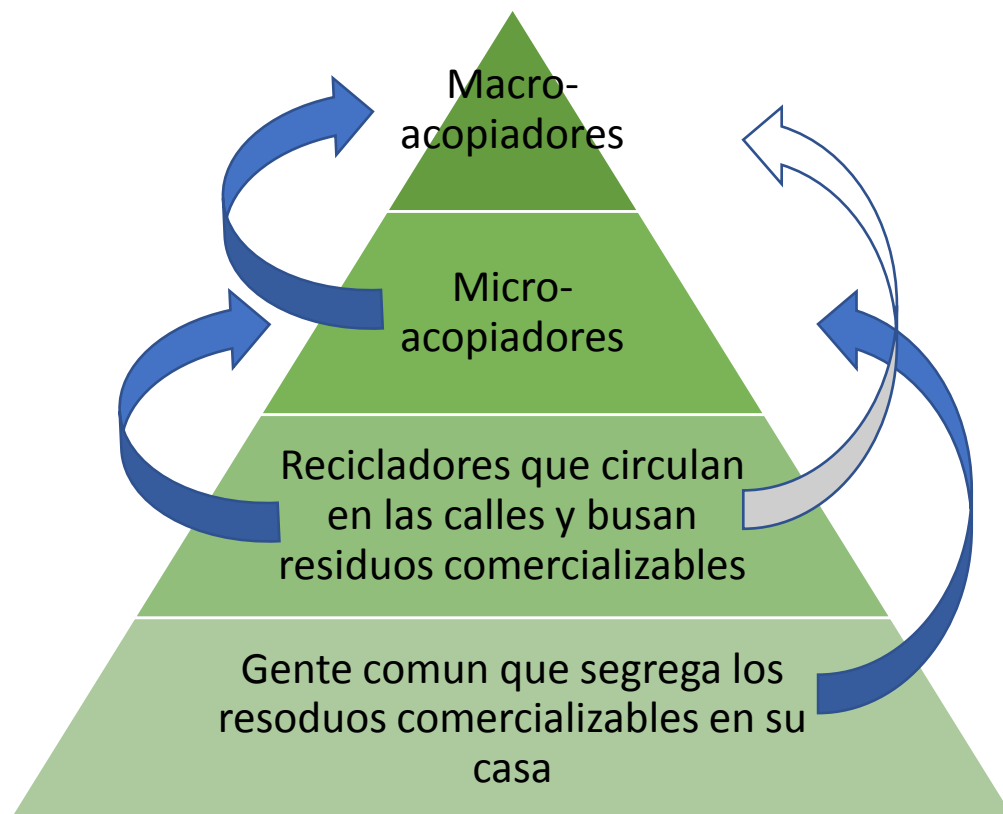 Macro-
acopiadores
Micro-
acopiadores
Recicladores que circulan
en las calles y busan
residuos comercializables
Gente comun que segrega los
resoduos comercializables en su
casa